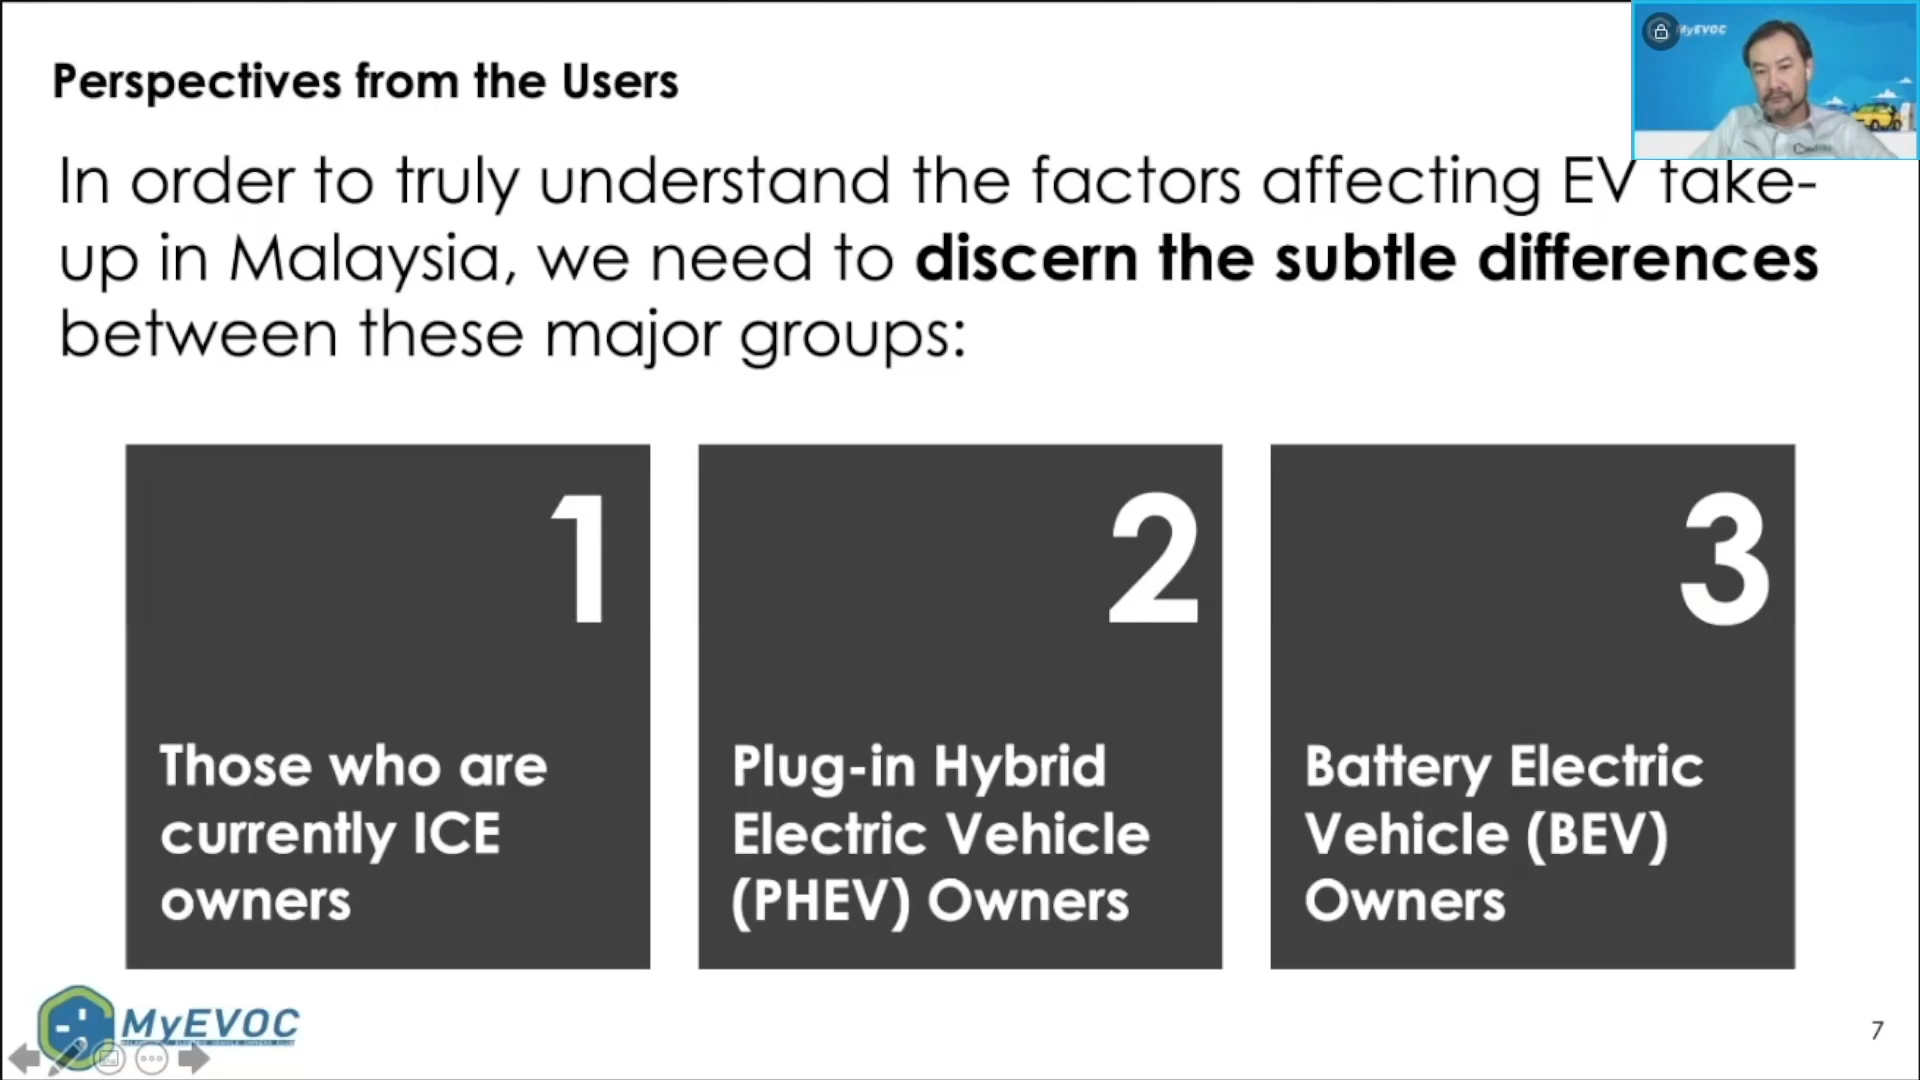 Perspectives from the Users
MyEVOC
In order to truly understand the factors affecting EV take-
up in Malaysia, we need to discern the subtle differences
between these major groups:
1
Those who are
currently ICE
owners
2
Plug-in Hybrid
Electric Vehicle
(PHEV) Owners
3
Battery Electric
Vehicle (BEV)
Owners
MyEVOC
7